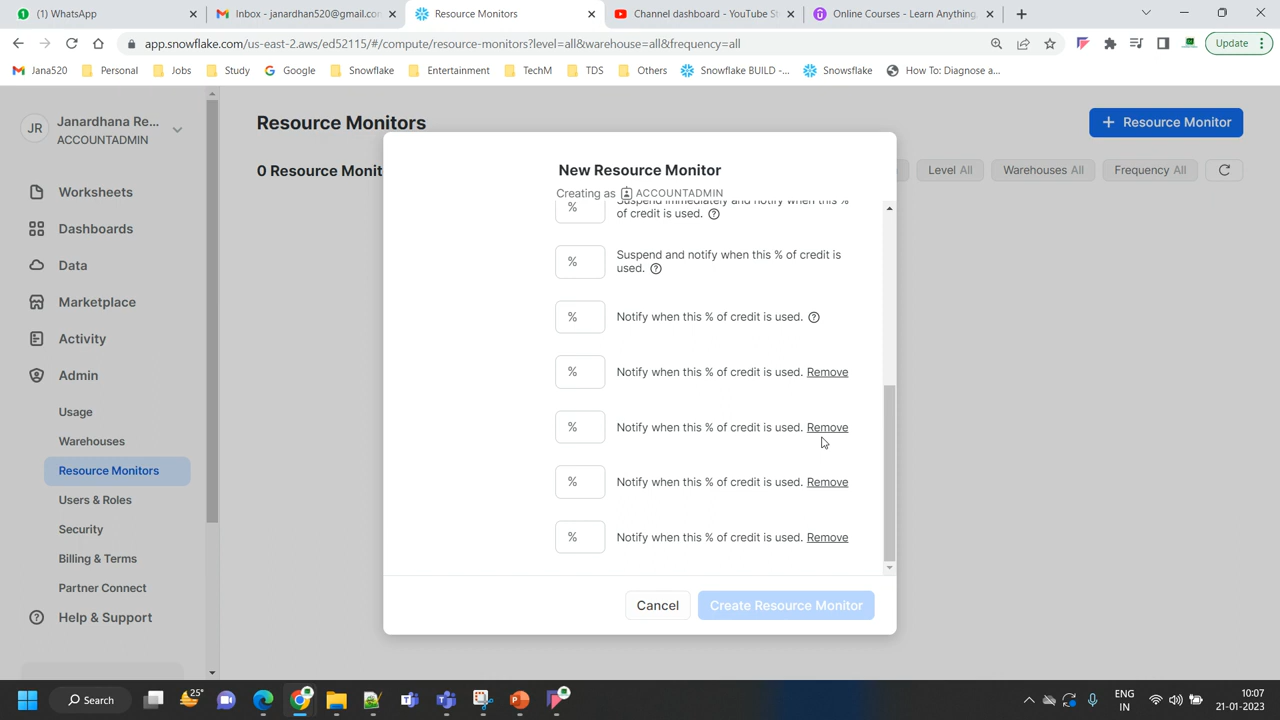 (1) WhatsApp
Inbox - janardhan520@gmail.con
Resource Monitors
Channel dashboard - YouTube St
Online Courses - Learn Anything,
app.snowflake.com/us-east-2.aws/ed52115/#/compute/resource-monitors?level=all&warehouse=all&frequency=all
Update
Jana520
Personal
Jobs
Study
Google
Snowflake
Entertainment
TechM
TDS
Others
Snowflake BUILD -...
Snowsflake
How To: Diagnose a...
JR
Janardhana Re...
ACCOUNTADMIN
Worksheets
Dashboards
Data
Marketplace
Activity
Admin
Usage
Warehouses
Resource Monitors
Users & Roles
Security
Billing & Terms
Partner Connect
Help & Support
Resource Monitors
+ Resource Monitor
0 Resource Monit
Level All
Warehouses All
Frequency All
New Resource Monitor
Creating as ACCOUNTADMIN
% Suspend immediately and notify when this %
of credit is used.
% Suspend and notify when this % of credit is
used.
% Notify when this % of credit is used.
% Notify when this % of credit is used. Remove
% Notify when this % of credit is used. Remove
% Notify when this % of credit is used. Remove
% Notify when this % of credit is used. Remove
Cancel
Create Resource Monitor
Search
25°
ENG
IN
10:07
21-01-2023